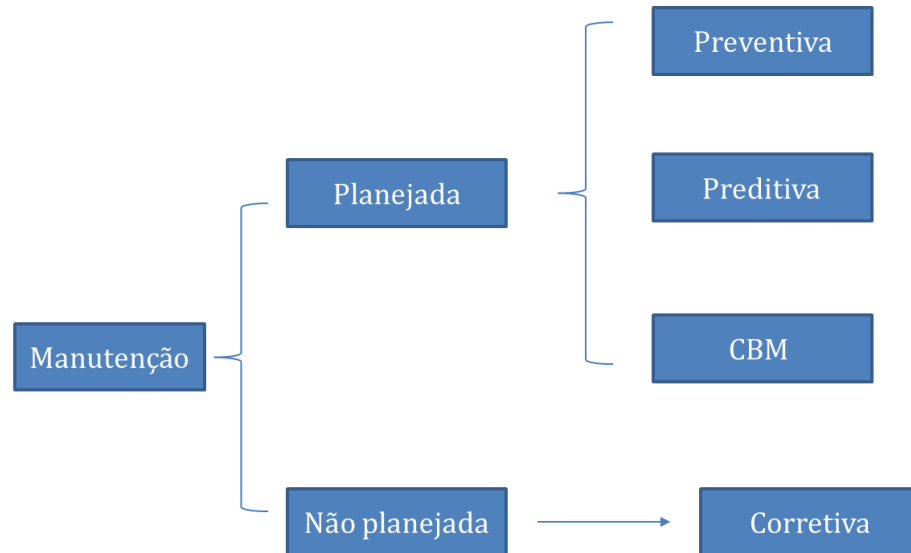 Preventiva
Planejada
Preditiva
Manutenção
CBM
Não planejada
Corretiva